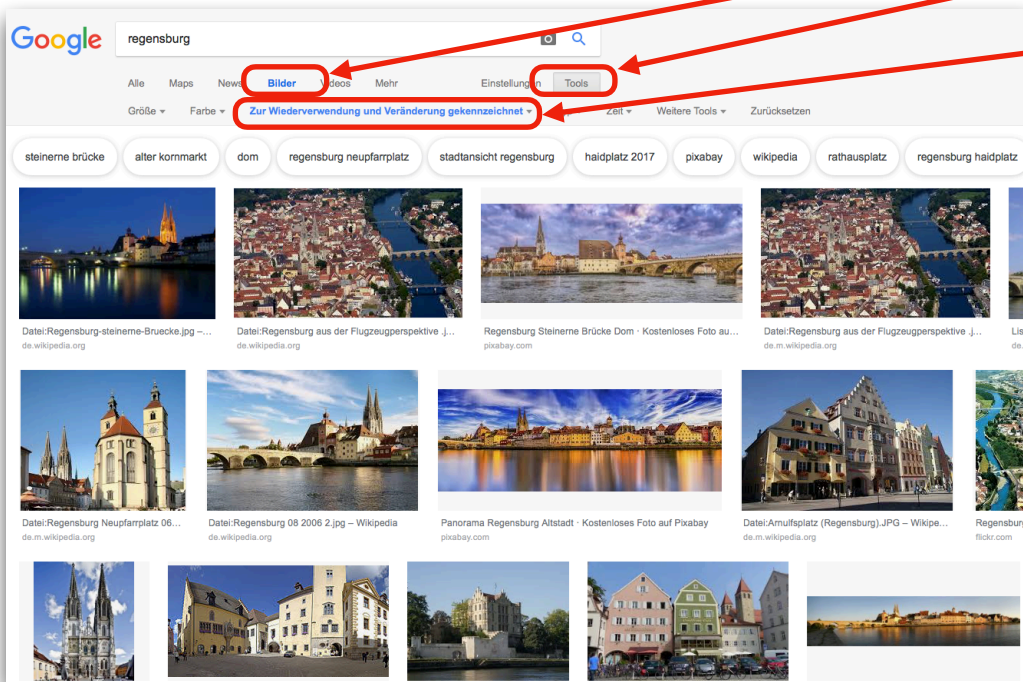 Google
regensburg
Alle Maps News Bilder Videos Mehr Einstellungen Tools
Größe Farbe Zur Wiederverwendung und Veränderung gekennzeichnet Zeit Weitere Tools Zurücksetzen
steinerne brücke alter kornmarkt dom regensburg neupfarrplatz stadtansicht regensburg haidplatz 2017 pixabay wikipedia rathausplatz regensburg haidplatz
Datei:Regensburg-steinerne-Bruecke.jpg –... Datei:Regensburg aus der Flugzeugperspektive .j... Regensburg Steinerne Brücke Dom · Kostenloses Foto au... Datei:Regensburg aus der Flugzeugperspektive .j... Lis
de.wikipedia.org de.wikipedia.org pixabay.com de.m.wikipedia.org de.
Datei:Regensburg Neupfarrplatz 06... Datei:Regensburg 08 2006 2.jpg – Wikipedia Panorama Regensburg Altstadt · Kostenloses Foto auf Pixabay Datei:Arnulfsplatz (Regensburg).JPG – Wikipe... Regensburg
de.m.wikipedia.org de.wikipedia.org pixabay.com de.m.wikipedia.org flickr.com